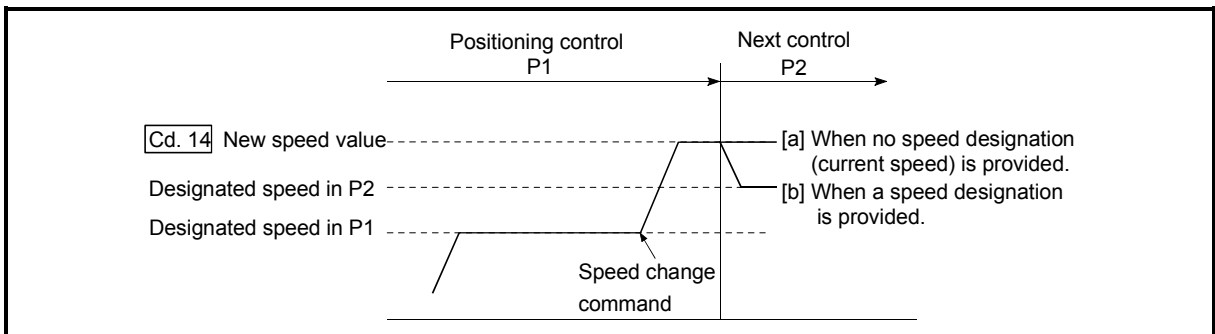 Positioning control
P1
Next control
P2
Cd. 14 New speed value
[a] When no speed designation
(current speed) is provided.
Designated speed in P2
[b] When a speed designation
is provided.
Designated speed in P1
Speed change
command